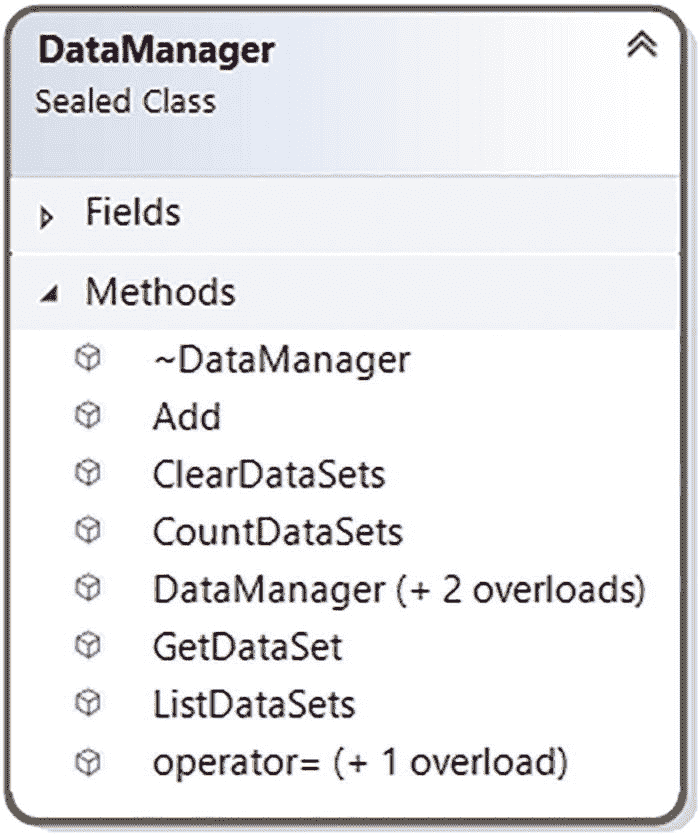 DataManager
Sealed Class
Fields
Methods
~DataManager
Add
ClearDataSets
CountDataSets
DataManager (+ 2 overloads)
GetDataSet
ListDataSets
operator= (+ 1 overload)